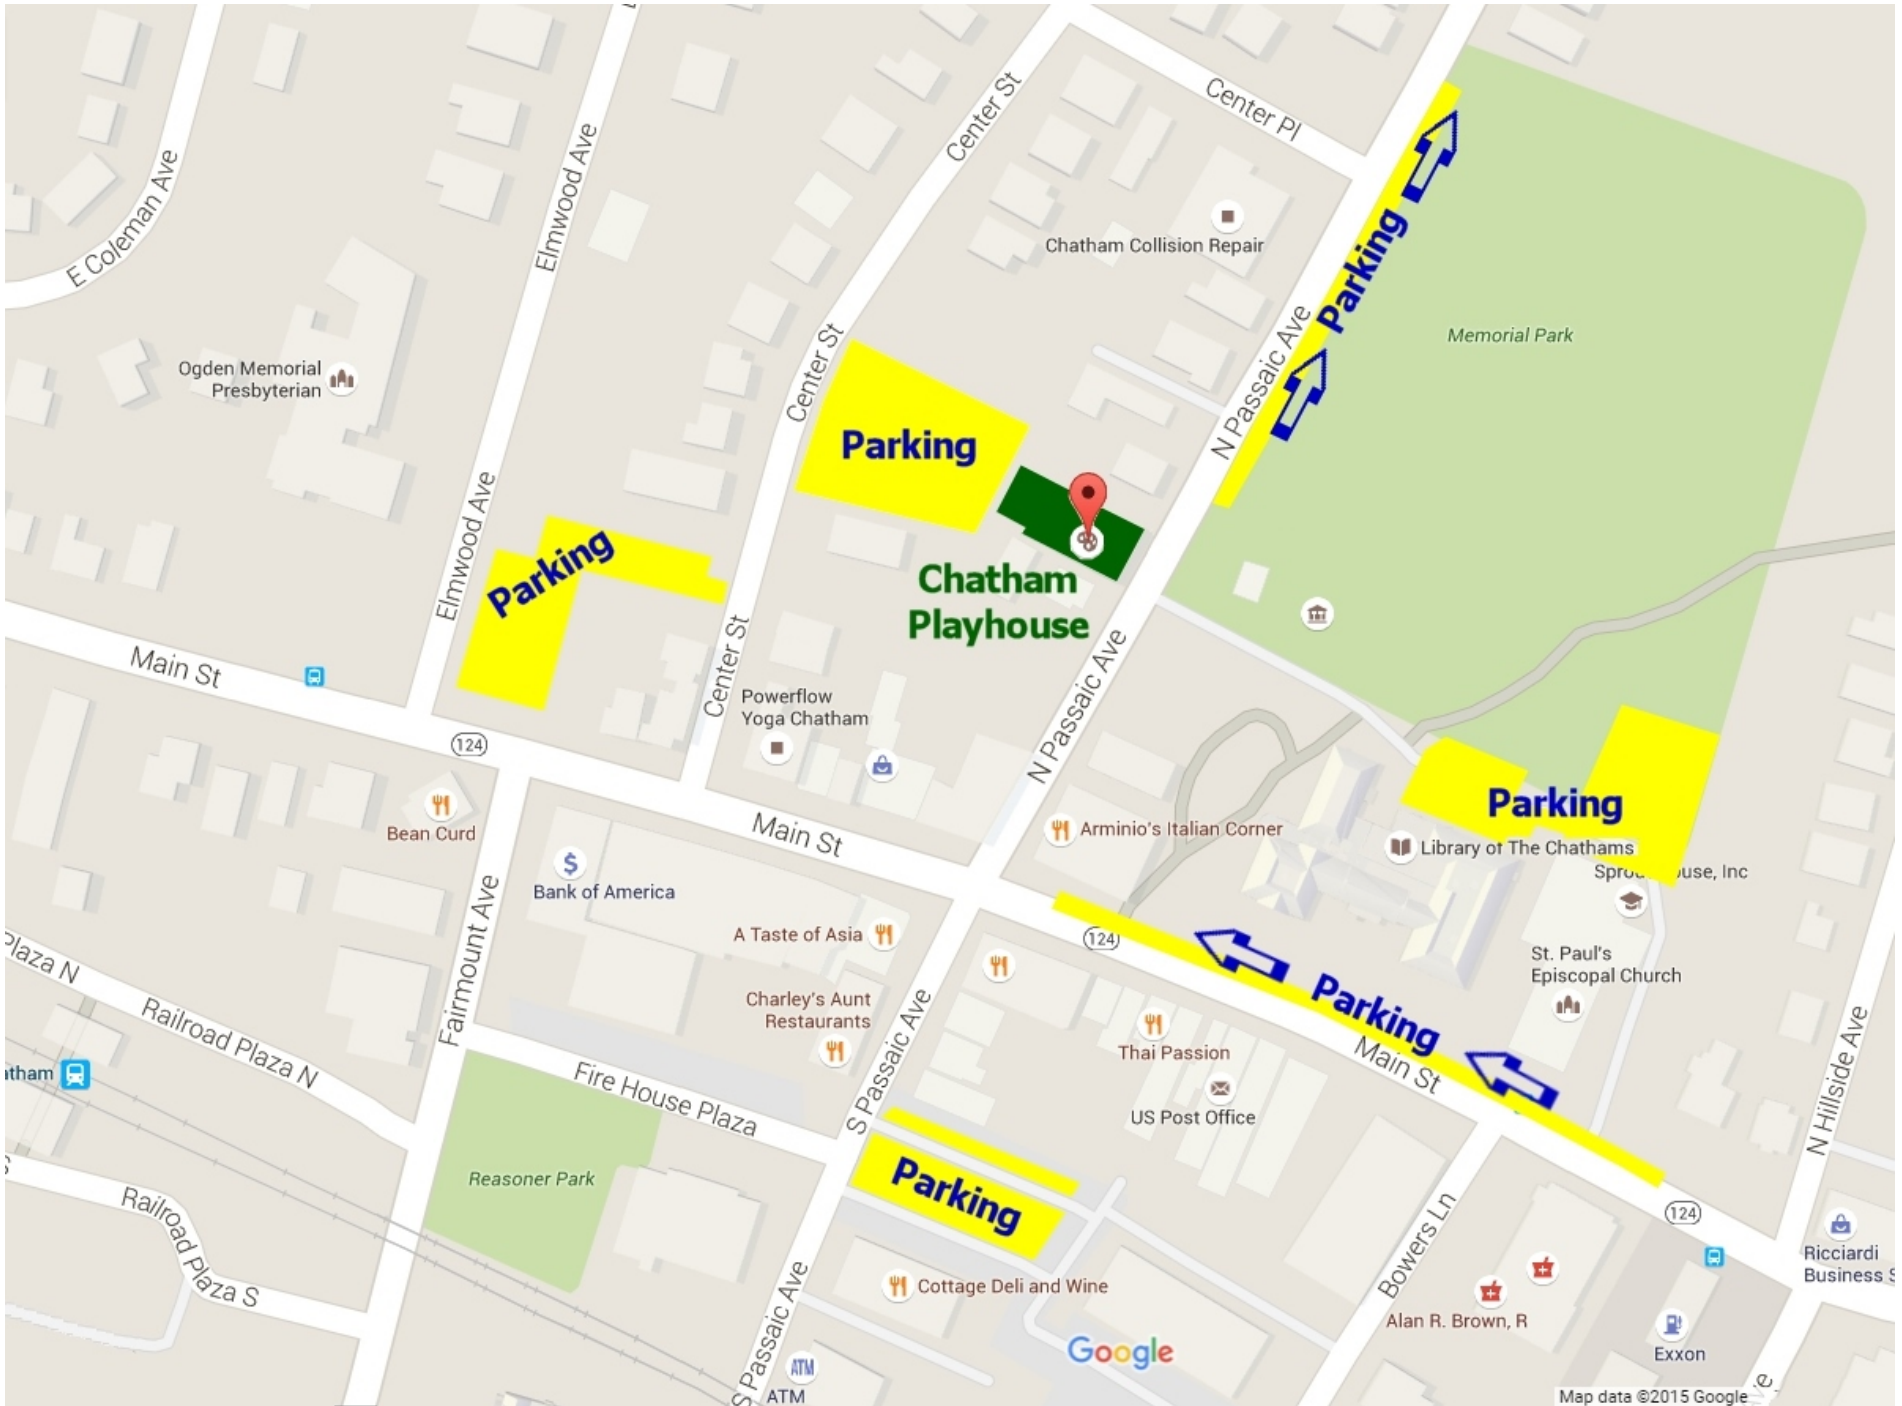 Center St
Center Pl
Elmwood Ave
E Coleman Ave
Chatham Collision Repair
Parking
Memorial Park
N Passaic Ave
Ogden Memorial
Presbyterian
Center St
Parking
Elmwood Ave
Parking
Chatham
Playhouse
Main St
Center St
Powerflow
Yoga Chatham
N Passaic Ave
124
Parking
Bean Curd
Main St
Arminio's Italian Corner
Library of The Chathams
Bank of America
A Taste of Asia
124
St. Paul's
Episcopal Church
Parking
Plaza N
Railroad Plaza N
Fairmount Ave
Charley's Aunt
Restaurants
S Passaic Ave
Thai Passion
Main St
N Hillside Ave
US Post Office
Fire House Plaza
Reasoner Park
Parking
Railroad Plaza S
Bowers Ln
124
Ricciardi
Business S
Cottage Deli and Wine
Alan R. Brown, R
Exxon
Google
S Passaic Ave
ATM
ATM
Map data ©2015 Google